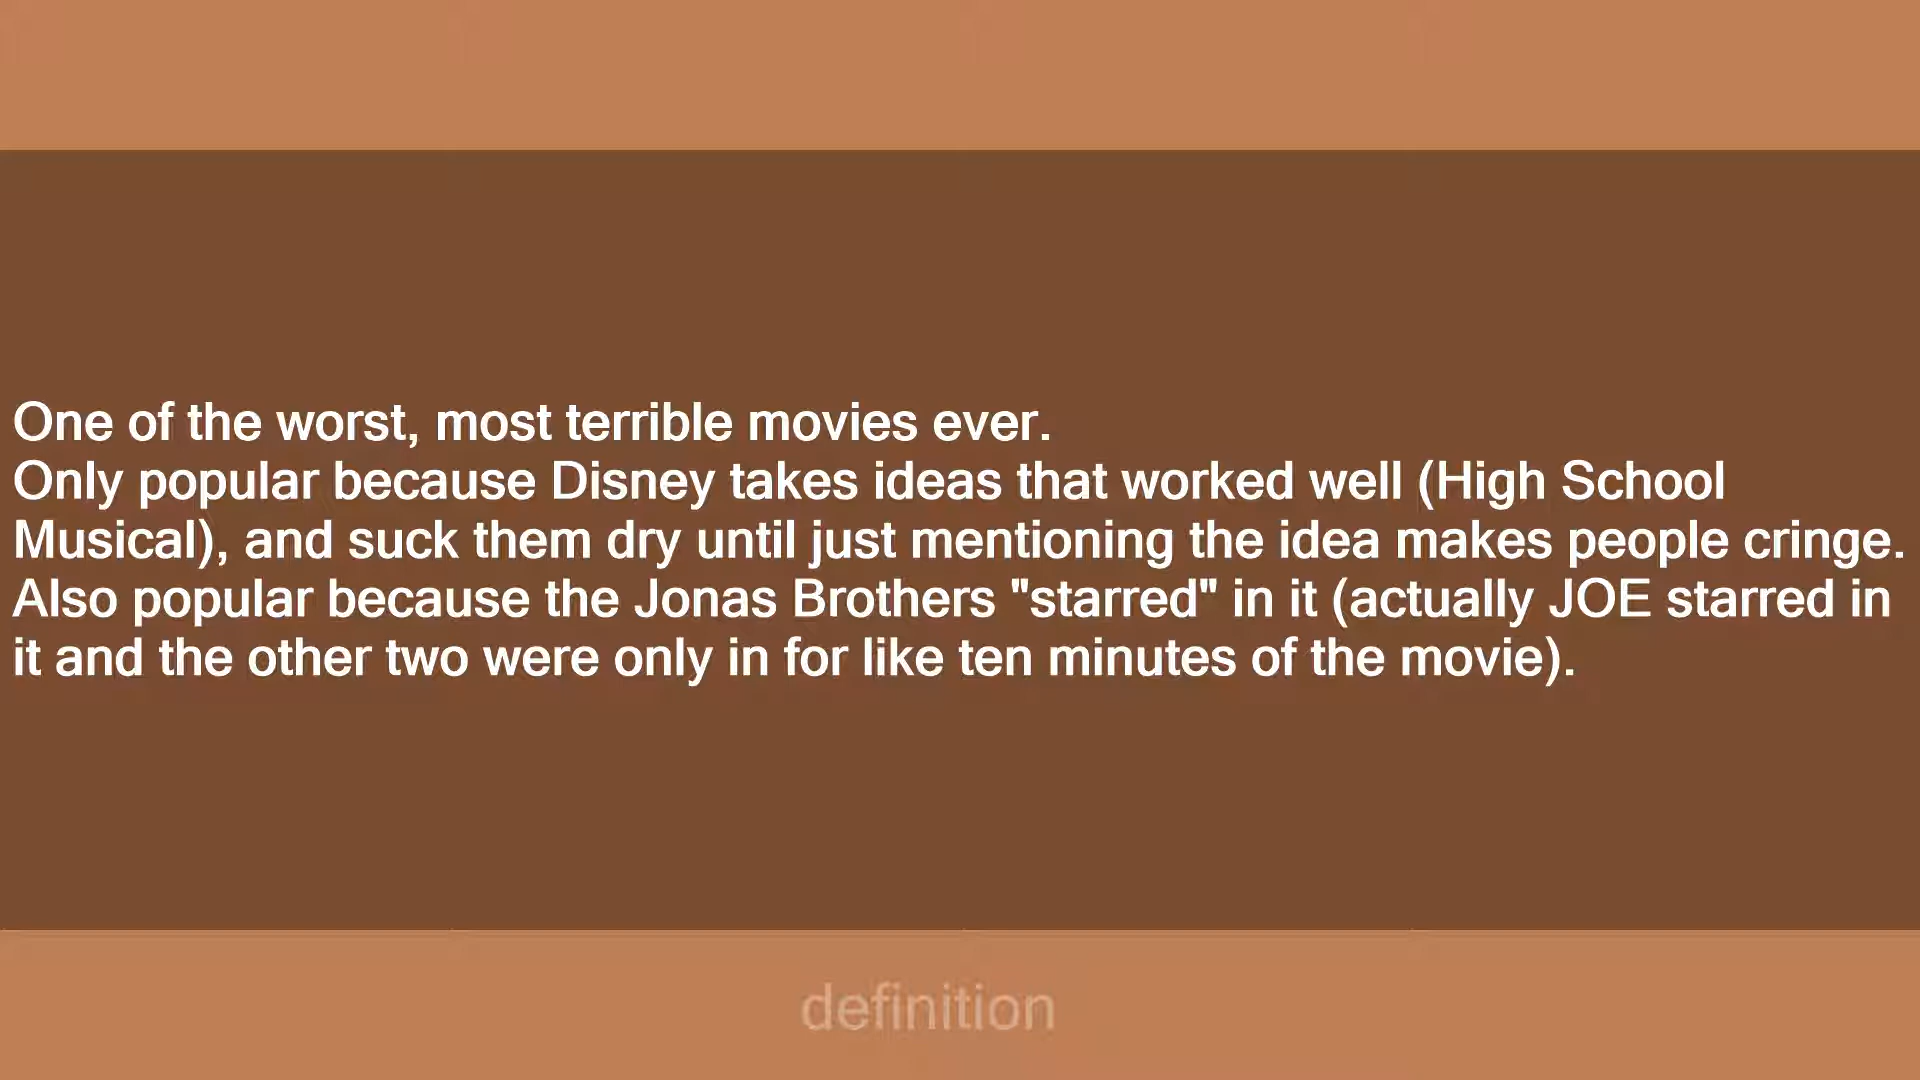 One of the worst, most terrible movies ever.
Only popular because Disney takes ideas that worked well (High School
Musical), and suck them dry until just mentioning the idea makes people cringe.
Also popular because the Jonas Brothers "starred" in it (actually JOE starred in
it and the other two were only in for like ten minutes of the movie).
definition